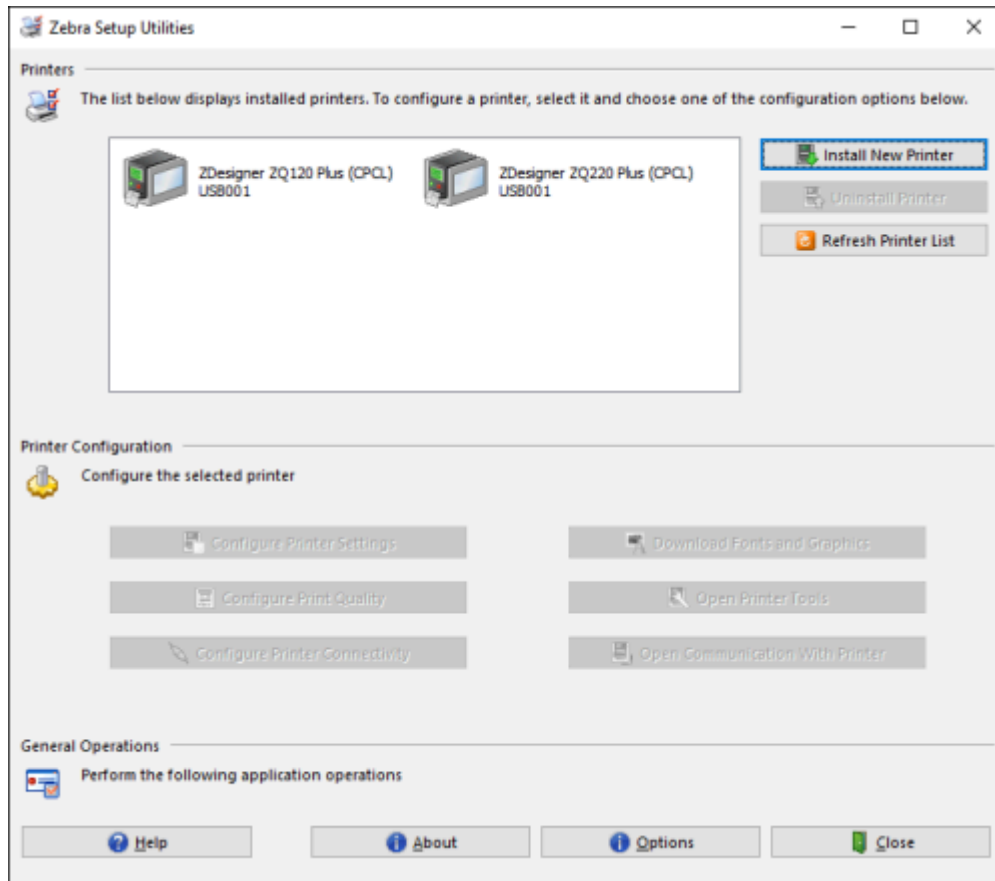 Zebra Setup Utilities
Printers
The list below displays installed printers. To configure a printer, select it and choose one of the configuration options below.
ZDesigner ZQ120 Plus (CPCL)
USB001
ZDesigner ZQ220 Plus (CPCL)
USB001
Install New Printer
Uninstall Printer
Refresh Printer List
Printer Configuration
Configure the selected printer
Configure Printer Settings
Download Fonts and Graphics
Configure Print Quality
Open Printer Tools
Configure Printer Connectivity
Open Communication With Printer
General Operations
Perform the following application operations
Help
About
Options
Close